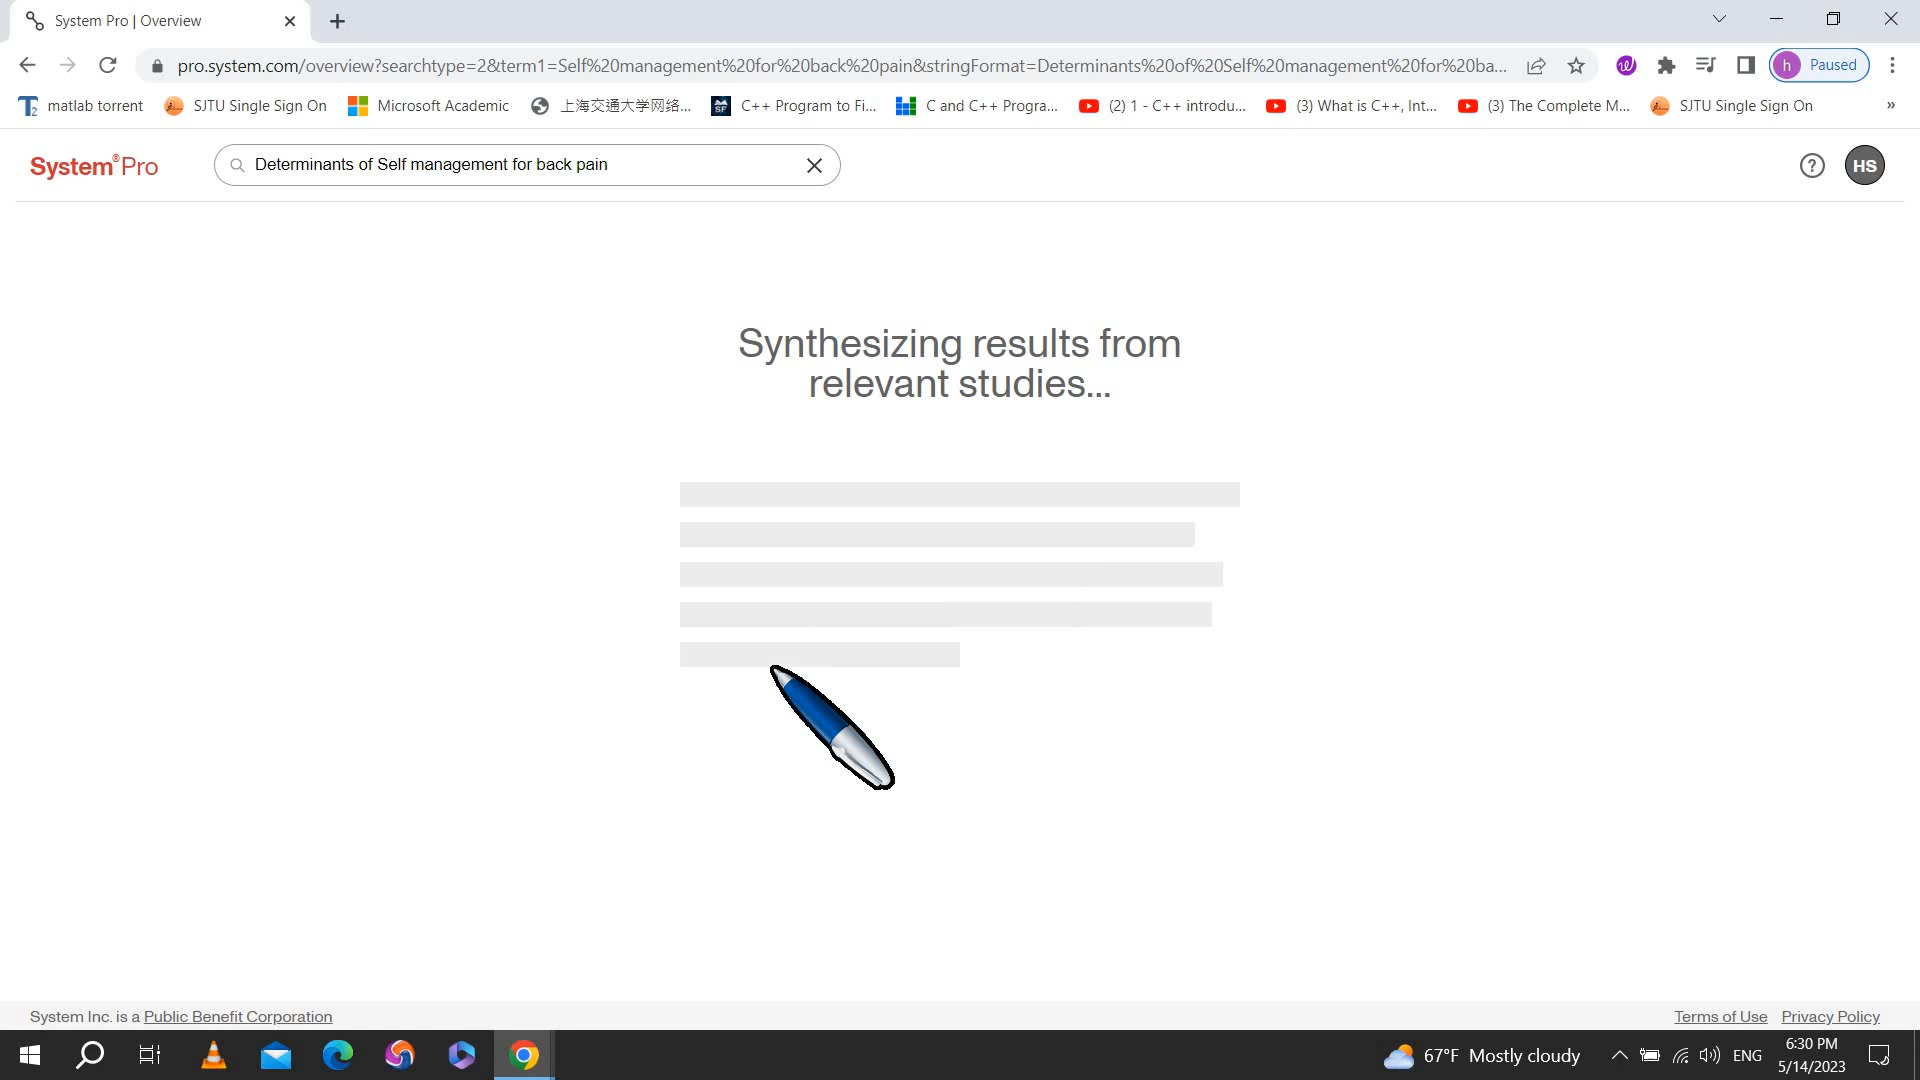 System Pro | Overview
pro.system.com/overview?searchtype=2&term1=Self%20management%20for%20back%20pain&stringFormat=Determinants%20of%20Self%20management%20for%20ba...
h Paused
T2 matlab torrent
SJTU Single Sign On
Microsoft Academic
上海交通大学网络...
SF C++ Program to Fi...
C and C++ Progra...
(2) 1 - C++ introdu...
(3) What is C++, Int...
(3) The Complete M...
SJTU Single Sign On
»
System® Pro
Determinants of Self management for back pain
?
HS
Synthesizing results from
relevant studies...
System Inc. is a Public Benefit Corporation
Terms of Use Privacy Policy
67°F Mostly cloudy
ENG
6:30 PM
5/14/2023